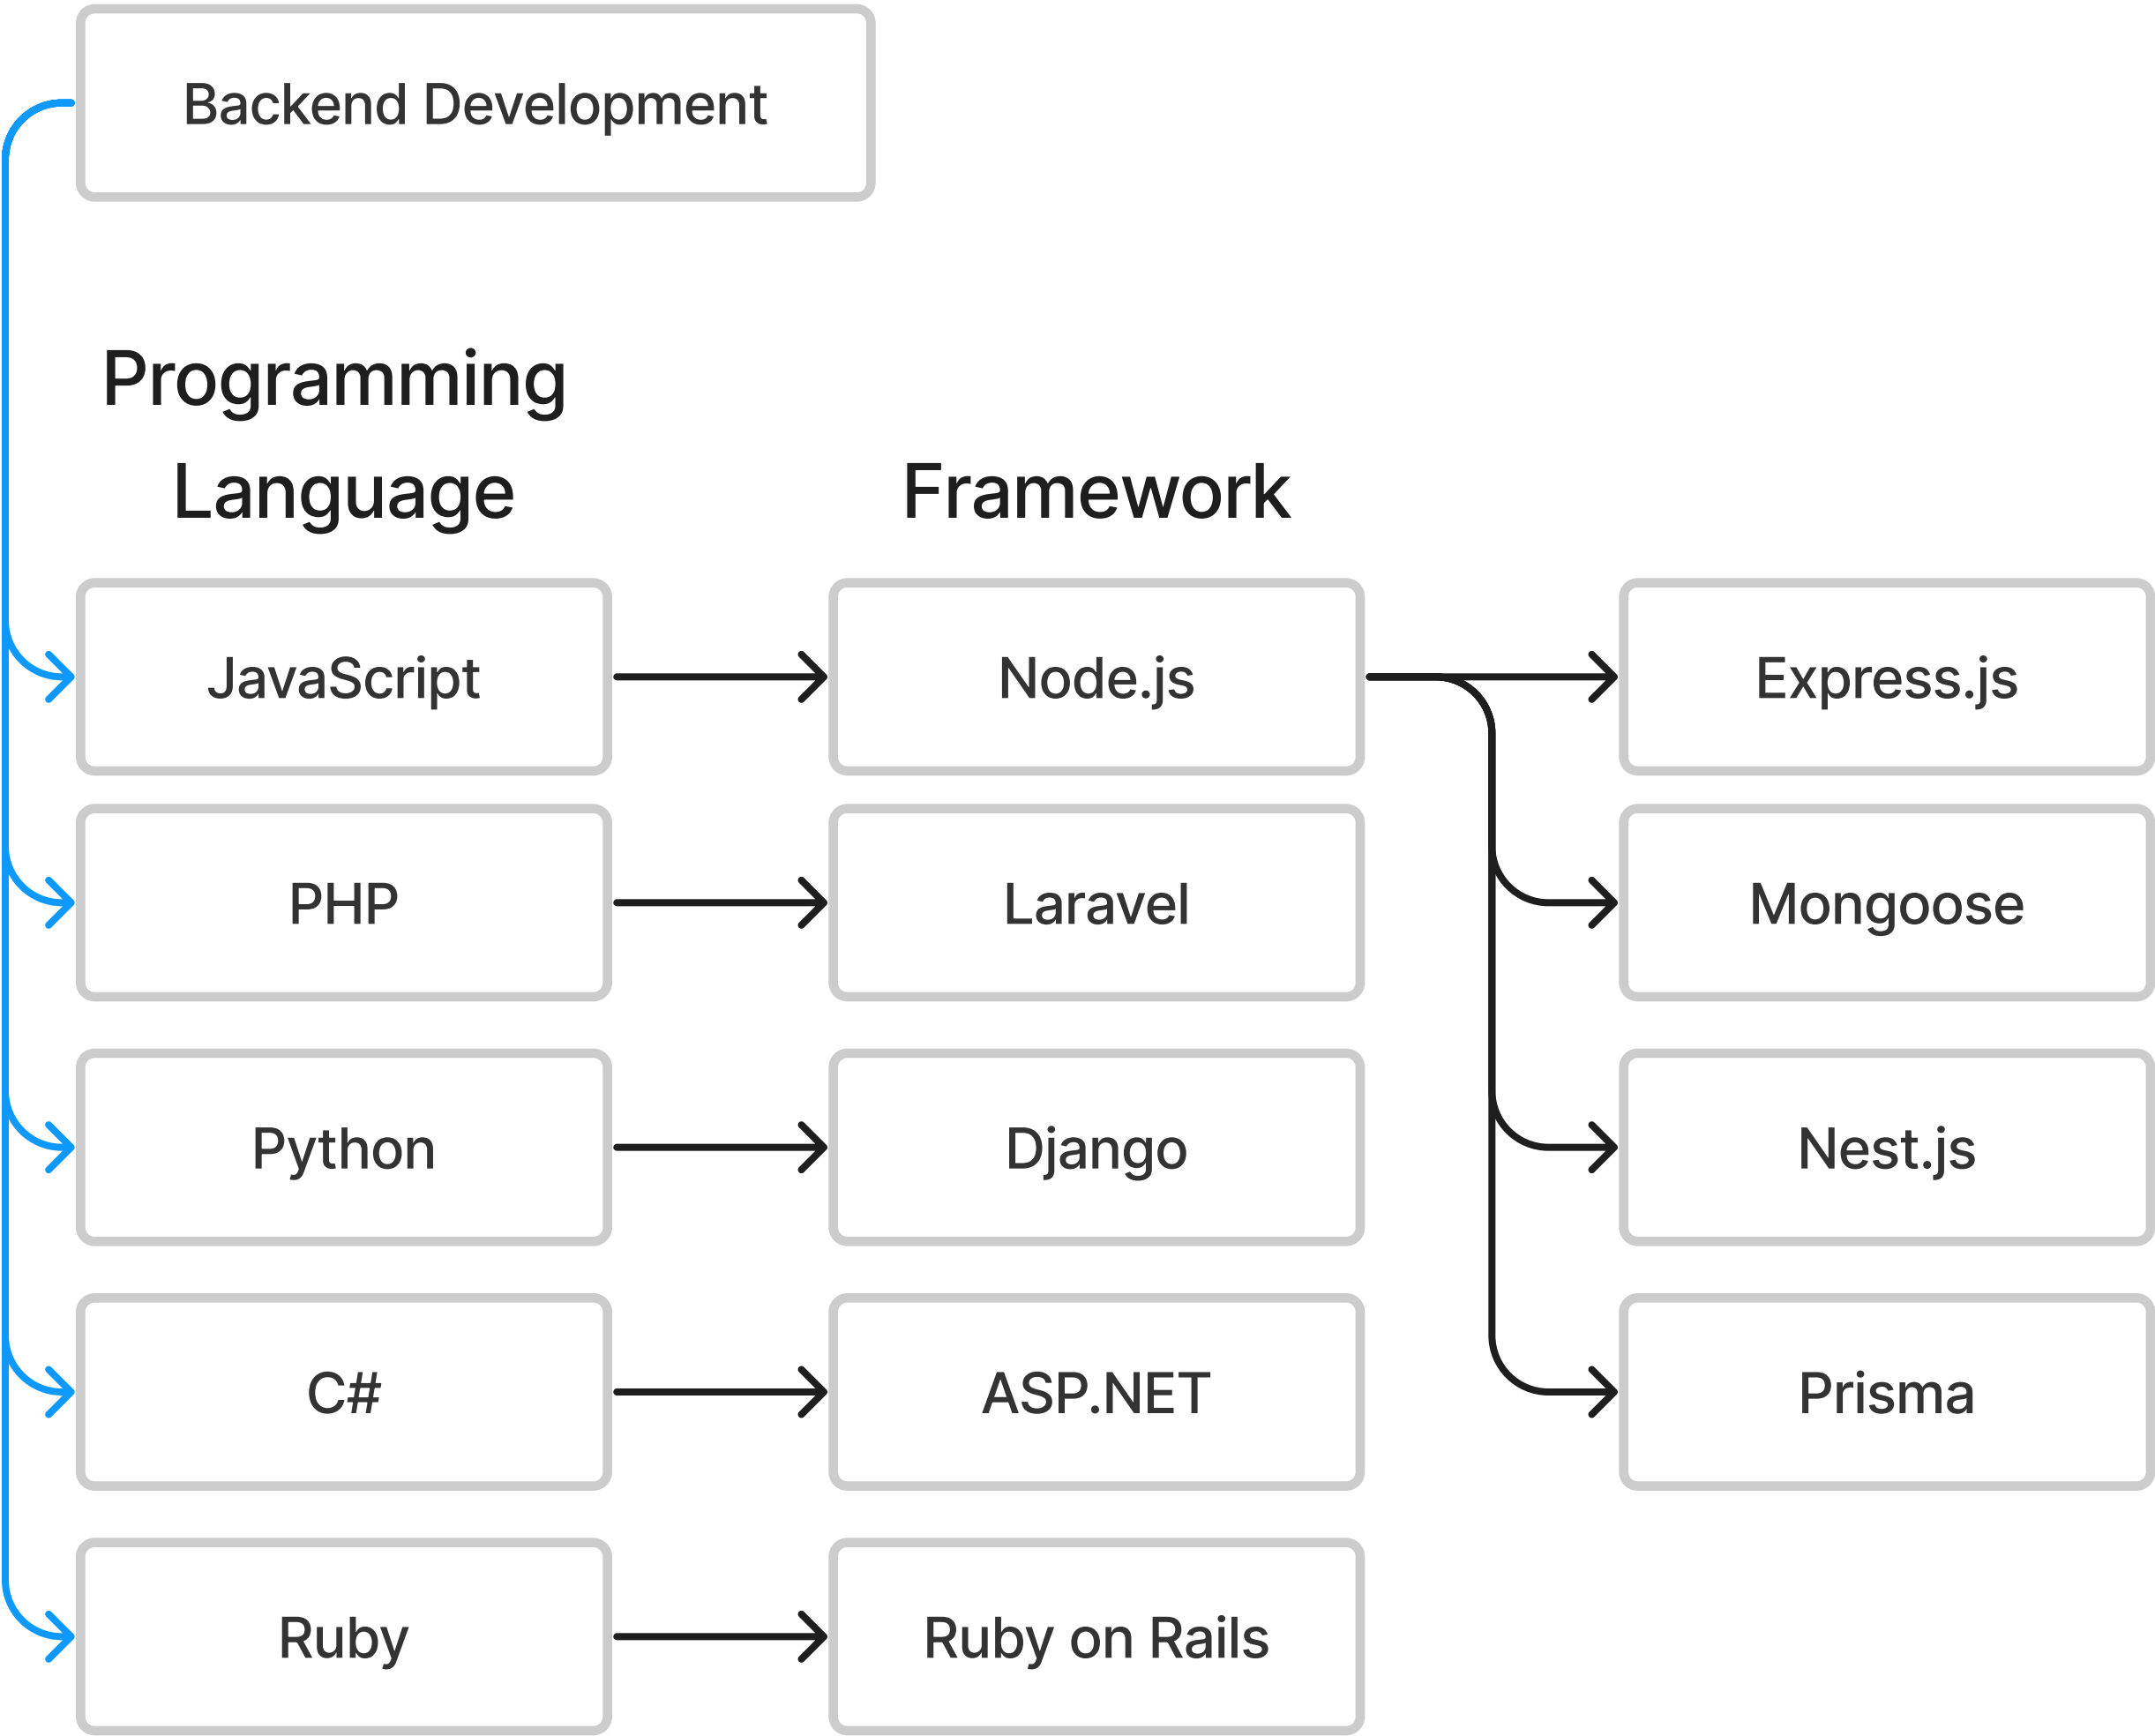 Backend Development
Programming
Language
Framework
JavaScript
Node.js
Express.js
PHP
Laravel
Mongoose
Python
Django
Nest.js
C#
ASP.NET
Prisma
Ruby
Ruby on Rails